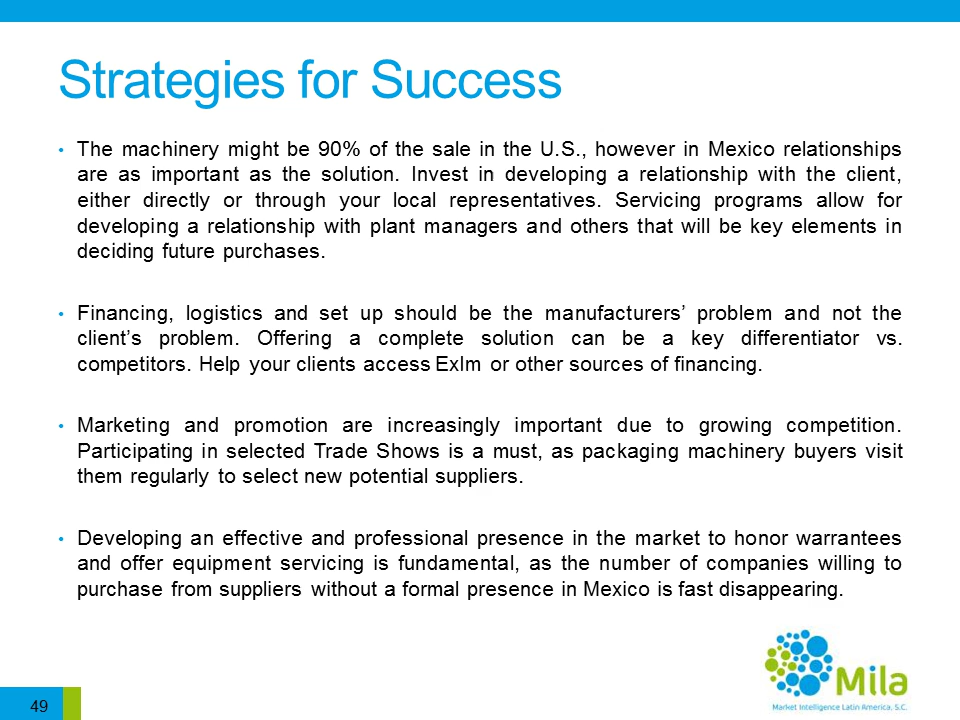 Strategies for Success
• The machinery might be 90% of the sale in the U.S., however in Mexico relationships
are as important as the solution. Invest in developing a relationship with the client,
either directly or through your local representatives. Servicing programs allow for
developing a relationship with plant managers and others that will be key elements in
deciding future purchases.
• Financing, logistics and set up should be the manufacturers’ problem and not the
client’s problem. Offering a complete solution can be a key differentiator vs.
competitors. Help your clients access ExIm or other sources of financing.
• Marketing and promotion are increasingly important due to growing competition.
Participating in selected Trade Shows is a must, as packaging machinery buyers visit
them regularly to select new potential suppliers.
• Developing an effective and professional presence in the market to honor warrantees
and offer equipment servicing is fundamental, as the number of companies willing to
purchase from suppliers without a formal presence in Mexico is fast disappearing.
Mila
Market Intelligence Latin America, S.C.
49